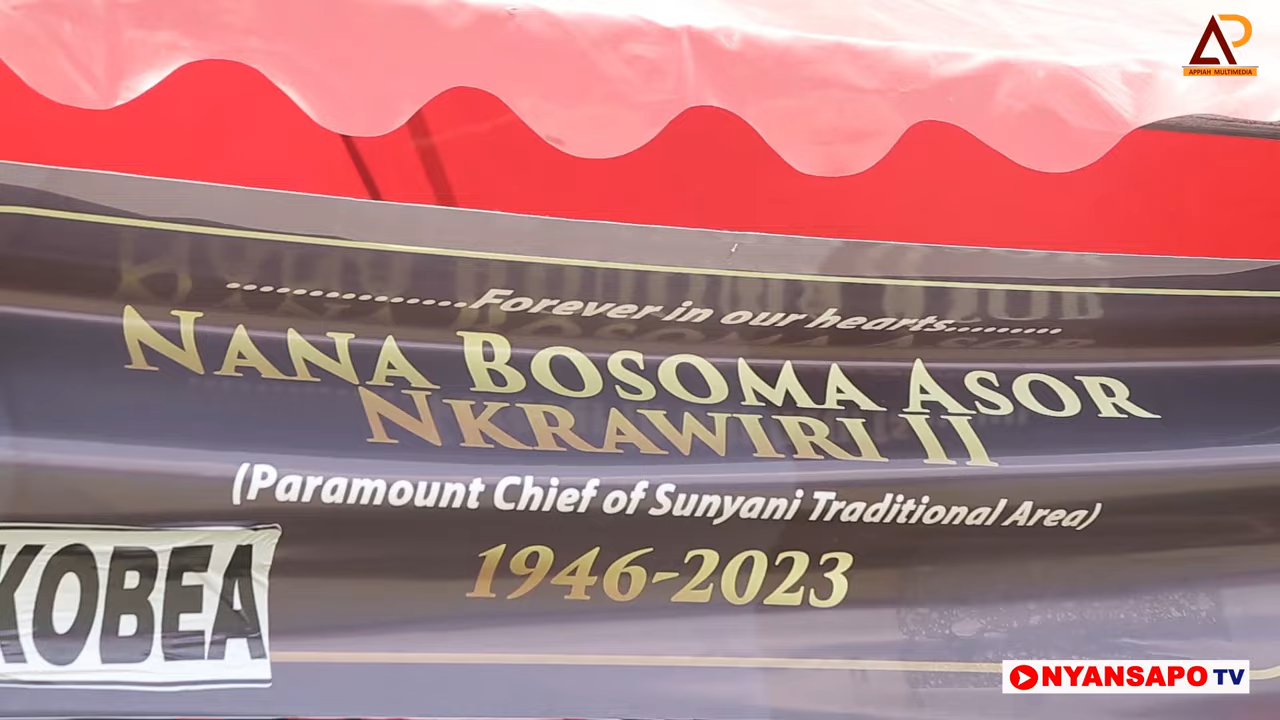 AP
APPIAH MULTIMEDIA
...............Forever in our hearts.........
NANA BOSOMA ASOR
NKRAWIRI II
(Paramount Chief of Sunyani Traditional Area)
1946-2023
KOBEA
NYANSAPO TV